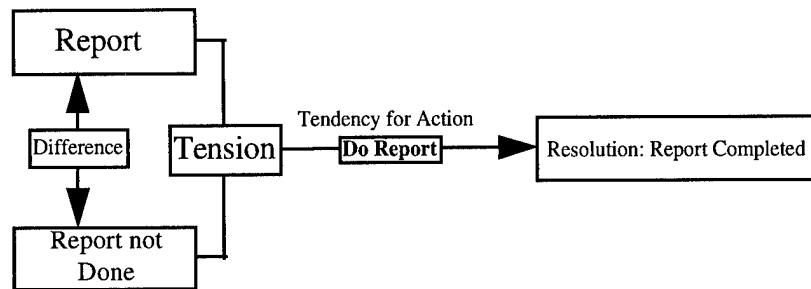 Report
Difference
Tension
Report not
Done
Tendency for Action
Do Report
Resolution: Report Completed